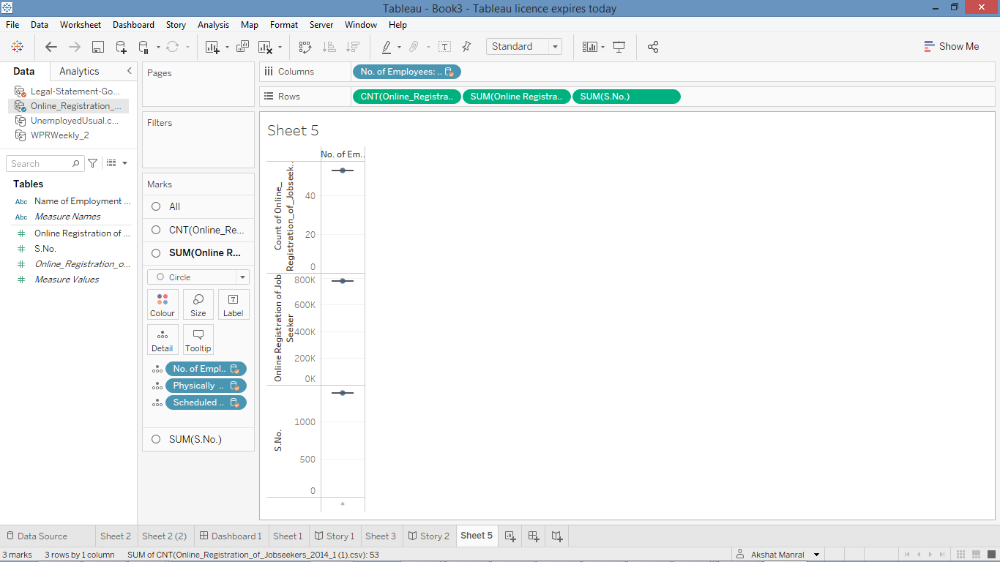 Tableau - Book3 - Tableau licence expires today
File Data Worksheet Dashboard Story Analysis Map Format Server Window Help
Standard
Show Me
Data Analytics
Legal-Statement-Go...
Online_Registration_...
UnemployedUsual.c...
WPRWeekly_2
Search
Tables
Abc Name of Employment ...
Abc Measure Names
Online Registration of ...
S.No.
Online_Registration_o...
Measure Values
Pages
Filters
Marks
All
CNT(Online_Re...
SUM(Online R...
Circle
Colour Size Label
Detail Tooltip
No. of Empl..
Physically ..
Scheduled ..
SUM(S.No.)
Columns No. of Employees: ..
Rows CNT(Online_Registra.. SUM(Online Registra.. SUM(S.No.)
Sheet 5
No. of Em..
Count of Online_
Registration_of_Jobseek..
40
20
0
Online Registration of Job
Seeker
800K
600K
400K
200K
0K
S.No.
1000
500
0
*
Data Source Sheet 2 Sheet 2 (2) Dashboard 1 Sheet 1 Story 1 Sheet 3 Story 2 Sheet 5
3 marks 3 rows by 1 column SUM of CNT(Online_Registration_of_Jobseekers_2014_1 (1).csv): 53 Akshat Manral